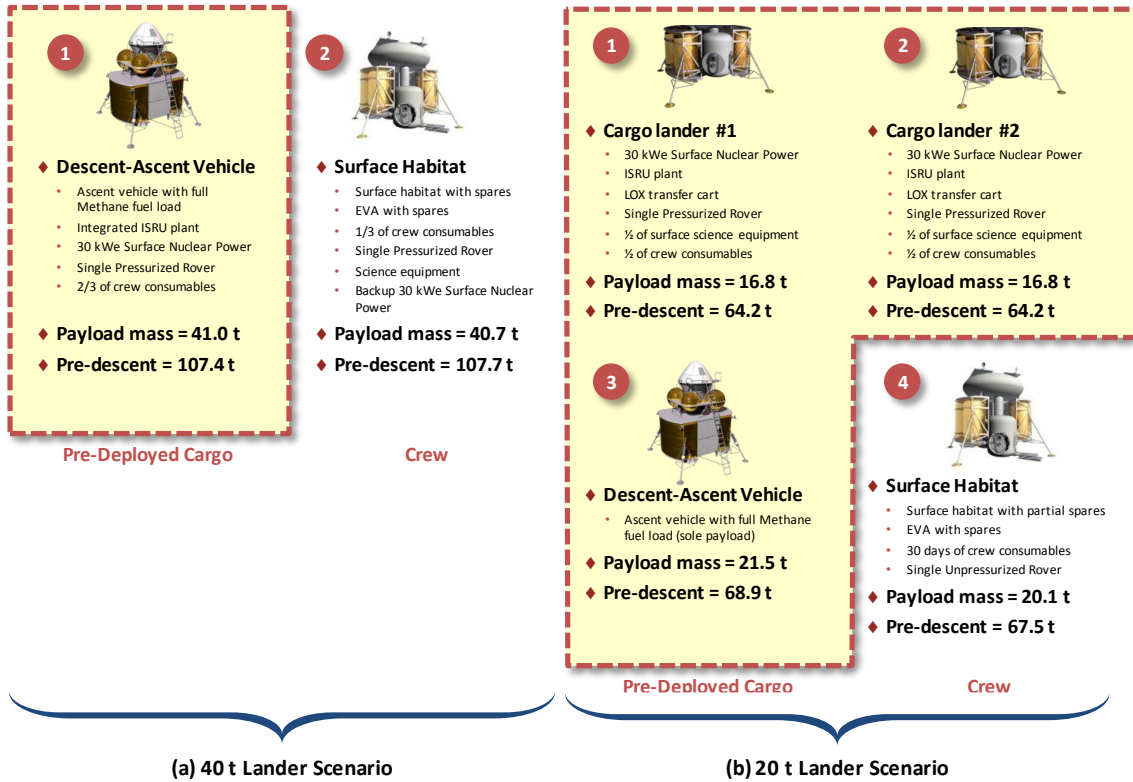 1
♦ Descent-Ascent Vehicle
• Ascent vehicle with full
Methane fuel load
• Integrated ISRU plant
• 30 kWe Surface Nuclear Power
• Single Pressurized Rover
• 2/3 of crew consumables
♦ Payload mass = 41.0 t
♦ Pre-descent = 107.4 t
Pre-Deployed Cargo
2
♦ Surface Habitat
• Surface habitat with spares
• EVA with spares
• 1/3 of crew consumables
• Single Pressurized Rover
• Science equipment
• Backup 30 kWe Surface Nuclear
Power
♦ Payload mass = 40.7 t
♦ Pre-descent = 107.7 t
Crew
(a) 40 t Lander Scenario
1
♦ Cargo lander #1
• 30 kWe Surface Nuclear Power
• ISRU plant
• LOX transfer cart
• Single Pressurized Rover
• ½ of surface science equipment
• ½ of crew consumables
♦ Payload mass = 16.8 t
♦ Pre-descent = 64.2 t
2
♦ Cargo lander #2
• 30 kWe Surface Nuclear Power
• ISRU plant
• LOX transfer cart
• Single Pressurized Rover
• ½ of surface science equipment
• ½ of crew consumables
♦ Payload mass = 16.8 t
♦ Pre-descent = 64.2 t
3
♦ Descent-Ascent Vehicle
• Ascent vehicle with full Methane
fuel load (sole payload)
♦ Payload mass = 21.5 t
♦ Pre-descent = 68.9 t
Pre-Deployed Cargo
4
♦ Surface Habitat
• Surface habitat with partial spares
• EVA with spares
• 30 days of crew consumables
• Single Unpressurized Rover
♦ Payload mass = 20.1 t
♦ Pre-descent = 67.5 t
Crew
(b) 20 t Lander Scenario